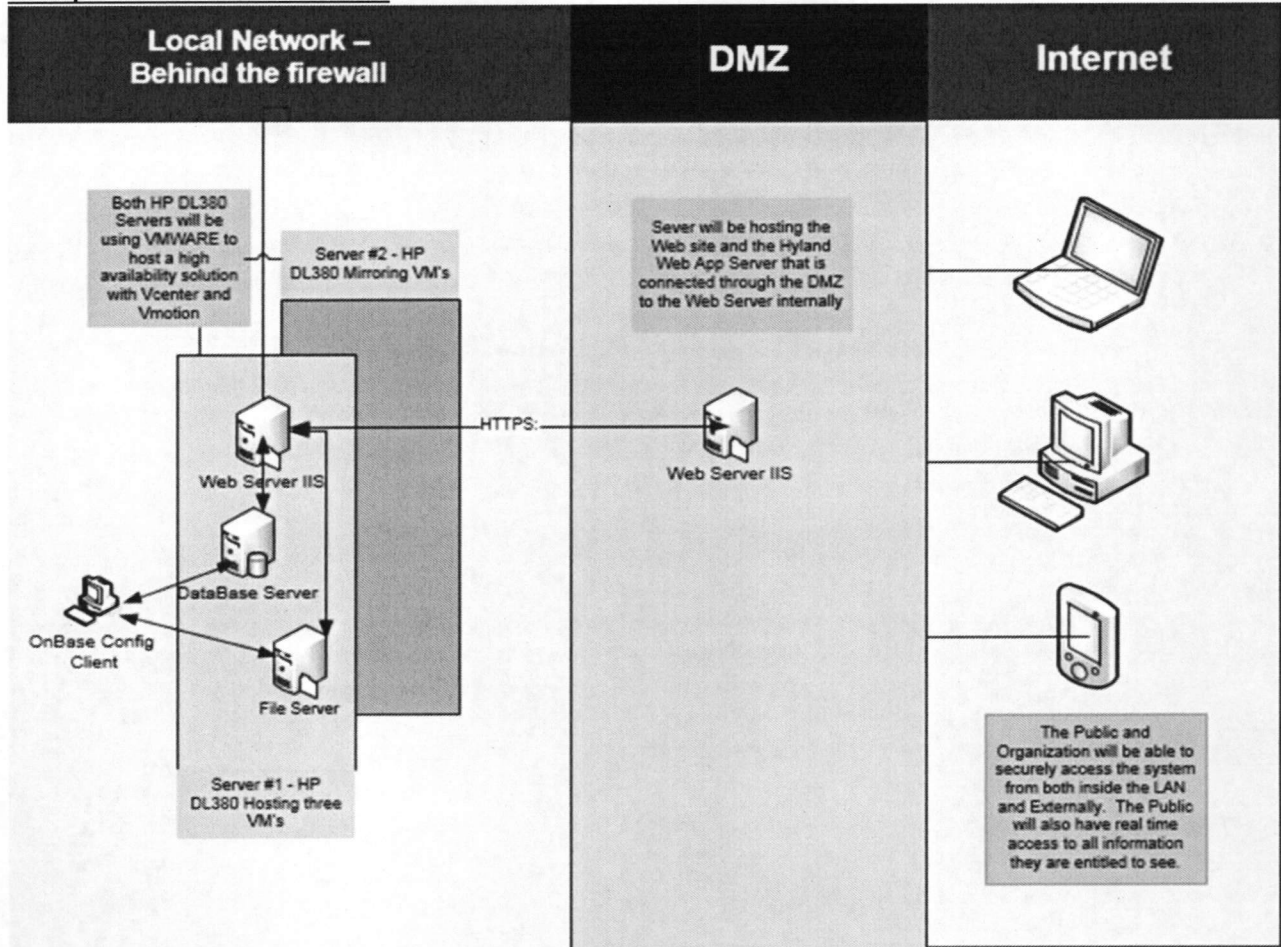 Local Network –
Behind the firewall
DMZ
Internet
Both HP DL380
Servers will be
using VMWARE to
host a high
availability solution
with Vcenter and
Vmotion
Server #2 - HP
DL380 Mirroring VM's
Sever will be hosting the
Web site and the Hyland
Web App Server that is
connected through the DMZ
to the Web Server internally
HTTPS:
Web Server IIS
Web Server IIS
DataBase Server
OnBase Config
Client
File Server
Server #1 - HP
DL380 Hosting three
VM's
The Public and
Organization will be able to
securely access the system
from both inside the LAN
and Externally. The Public
will also have real time
access to all information
they are entitled to see.